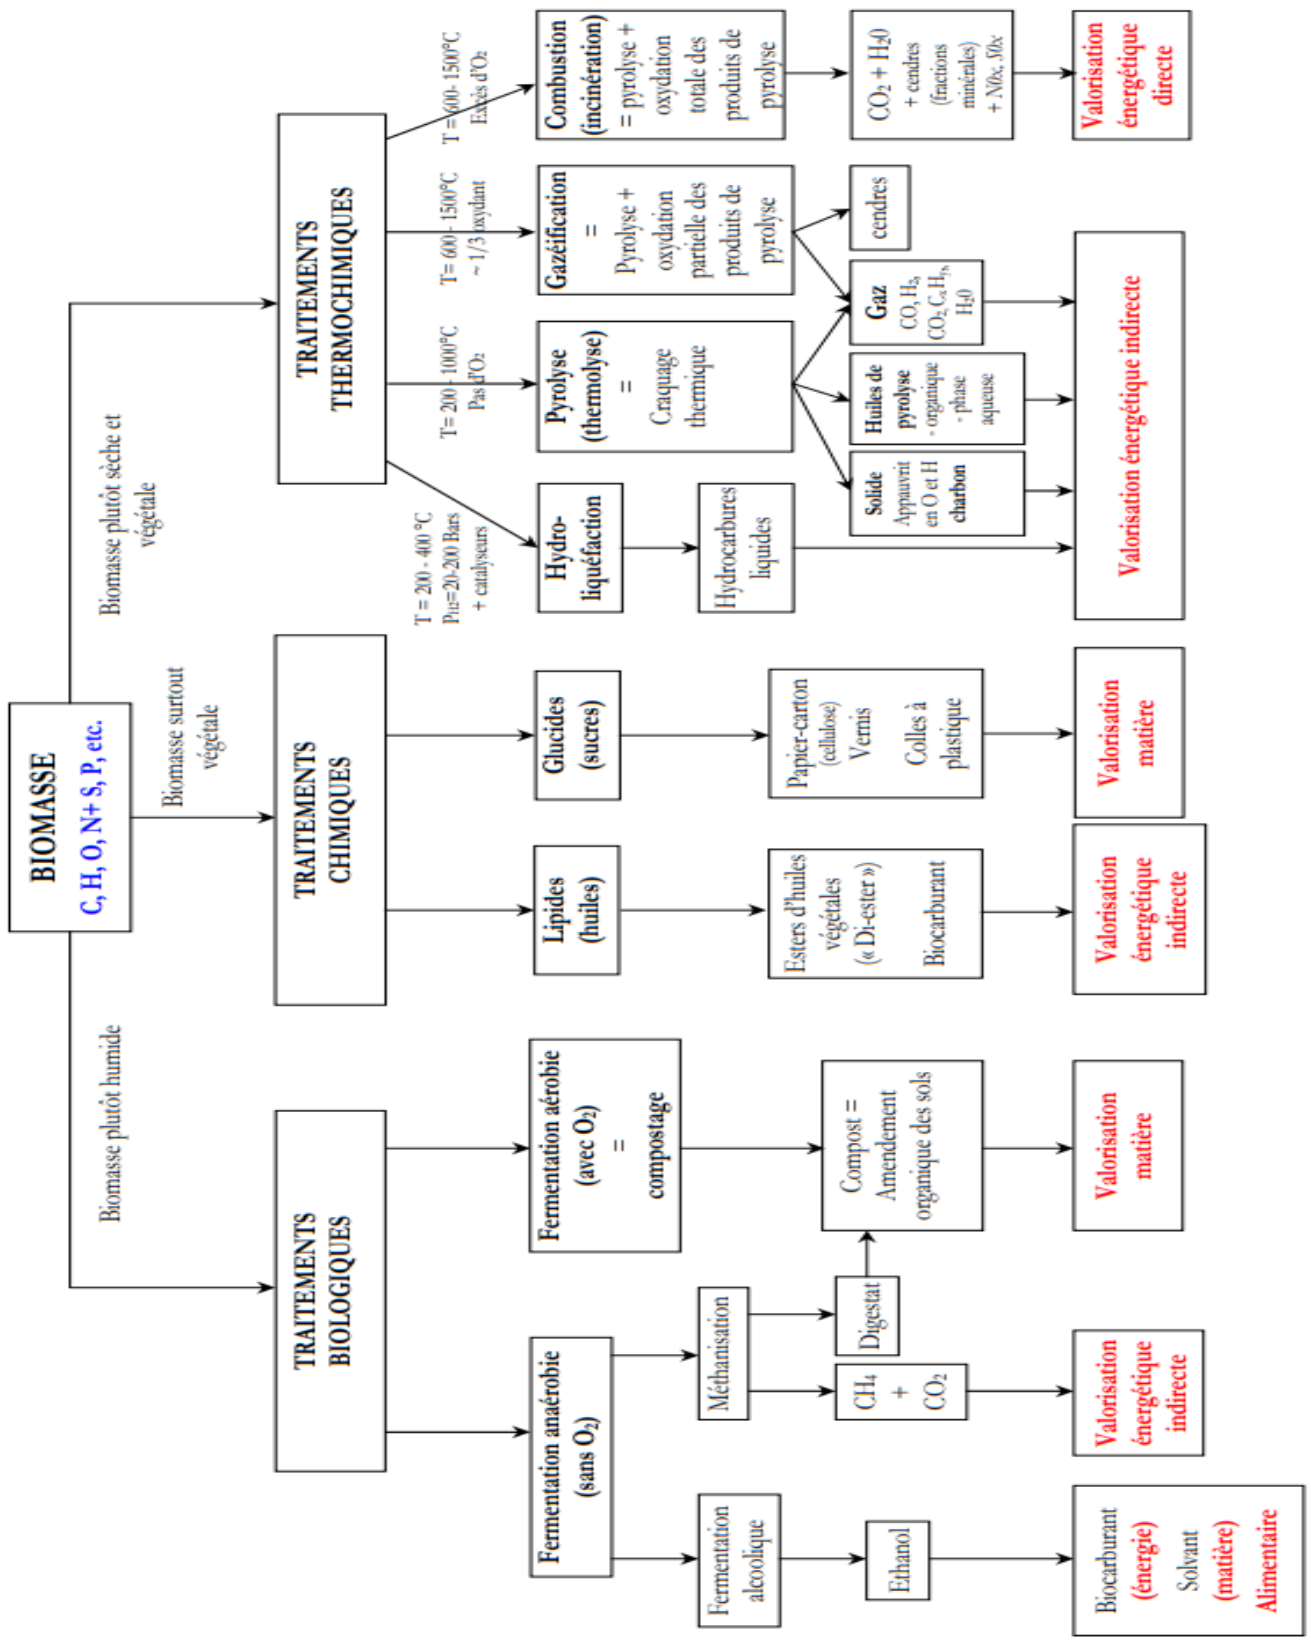 BIOMASSE
C, H, O, N+ S, P, etc.
Biomasse plutôt humide
Biomasse surtout
végétale
Biomasse plutôt sèche et
végétale
TRAITEMENTS
BIOLOGIQUES
TRAITEMENTS
CHIMIQUES
TRAITEMENTS
THERMOCHIMIQUES
T = 200 - 400 °C
PH2=20-200 Bars
+ catalyseurs
T= 200 - 1000°C
Pas d'O2
T= 600 - 1500°C
~ 1/3 oxydant
T = 600- 1500°C
Excès d'O2
Fermentation anaérobie
(sans O2)
Fermentation aérobie
(avec O2)
=
compostage
Lipides
(huiles)
Glucides
(sucres)
Hydro-
liquéfaction
Pyrolyse
(thermolyse)
=
Craquage
thermique
Gazéification
=
Pyrolyse +
oxydation
partielle des
produits de
pyrolyse
Combustion
(incinération)
= pyrolyse +
oxydation
totale des
produits de
pyrolyse
Fermentation
alcoolique
Méthanisation
Hydrocarbures
liquides
Ethanol
CH4
+
CO2
Digestat
Compost =
Amendement
organique des sols
Esters d'huiles
végétales
(« Di-ester »)
Biocarburant
Papier-carton
(cellulose)
Vernis
Colles à
plastique
Solide
Appauvrit
en O et H
charbon
Huiles de
pyrolyse
- organique
- phase
aqueuse
Gaz
CO, H2,
CO2 CxHy,
H20
cendres
CO2 + H20
+ cendres
(fractions
minérales)
+ N0x, S0x
Biocarburant
(énergie)
Solvant
(matière)
Alimentaire
Valorisation
énergétique
indirecte
Valorisation
matière
Valorisation
énergétique
indirecte
Valorisation
matière
Valorisation énergétique indirecte
Valorisation
énergétique
directe